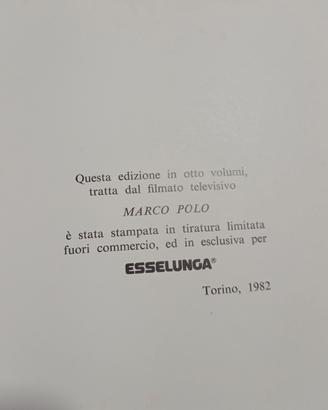 Questa edizione in otto volumi,
tratta dal filmato televisivo
MARCO POLO
è stata stampata in tiratura limitata
fuori commercio, ed in esclusiva per
ESSELUNGA®
Torino, 1982